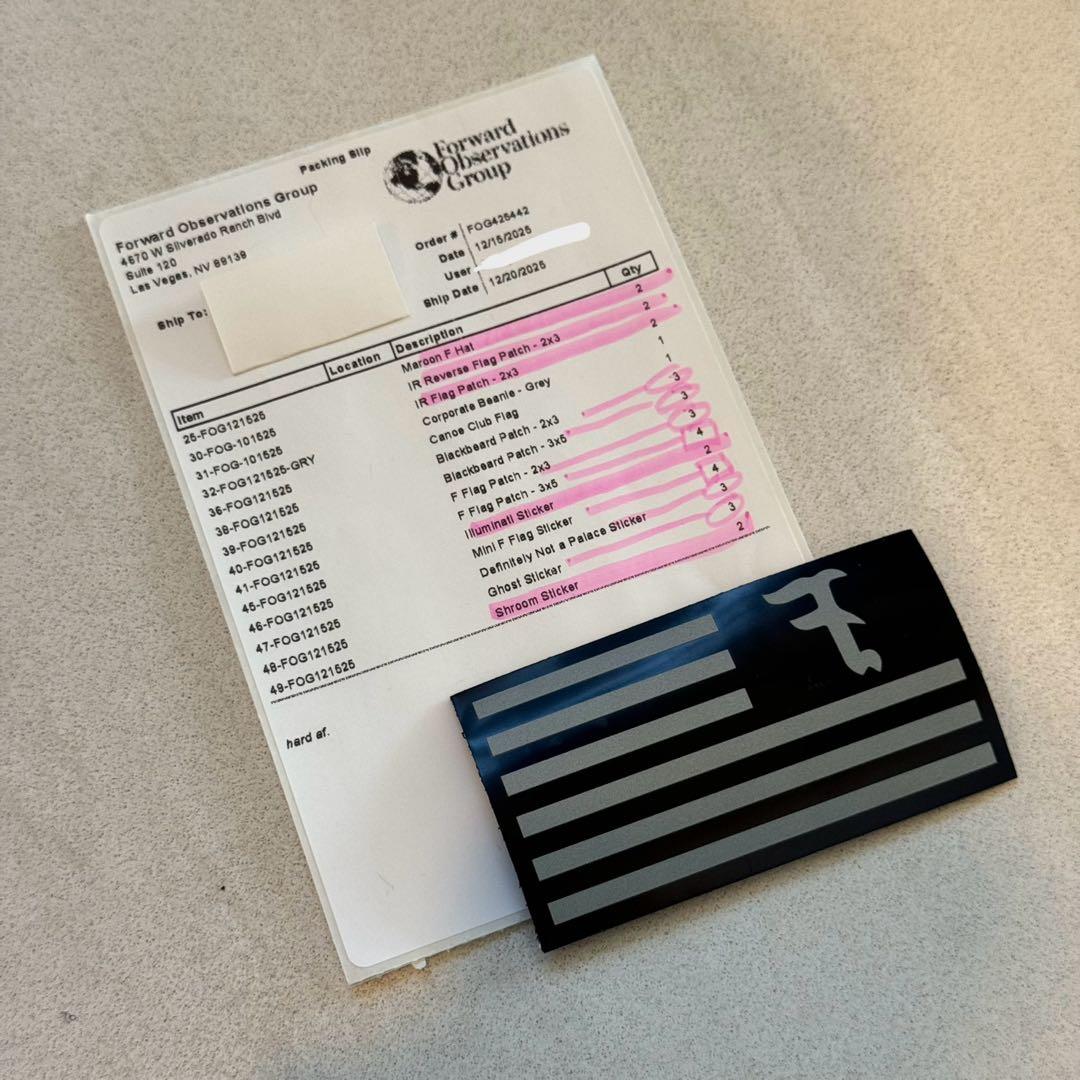 Packing Slip
Forward
Observations
Group
Forward Observations Group
4670 W Silverado Ranch Blvd
Suite 120
Las Vegas, NV 89139
Order # FOG425442
Date 12/15/2025
User
Ship Date 12/20/2025
Ship To:
Item Location Description Qty
25-FOG121525 Maroon F Hat 2
30-FOG-101525 IR Reverse Flag Patch - 2x3 2
31-FOG-101525 IR Flag Patch - 2x3 2
32-FOG121525-GRY Corporate Beanie - Grey 1
36-FOG121525 Canoe Club Flag 1
38-FOG121525 Blackbeard Patch - 2x3 3
39-FOG121525 Blackbeard Patch - 3x5 3
40-FOG121525 F Flag Patch - 2x3 3
41-FOG121525 F Flag Patch - 3x5 4
45-FOG121525 Illuminati Sticker 2
46-FOG121525 Mini F Flag Sticker 4
47-FOG121525 Definitely Not a Palace Sticker 3
48-FOG121525 Ghost Sticker 3
49-FOG121525 Shroom Sticker 2
hard af.
F